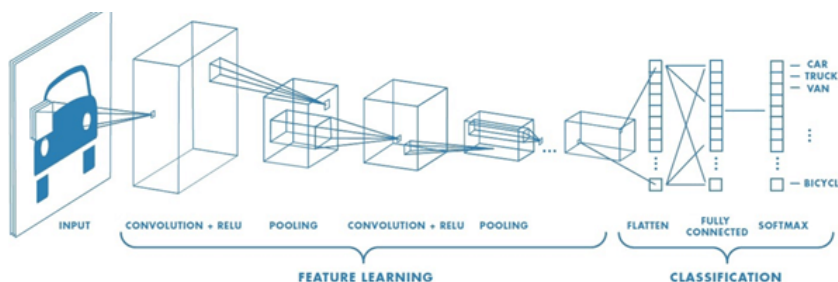 CAR
TRUCK
VAN
BICYCL
INPUT
CONVOLUTION + RELU
POOLING
CONVOLUTION + RELU
POOLING
FLATTEN
FULLY
CONNECTED
SOFTMAX
FEATURE LEARNING
CLASSIFICATION